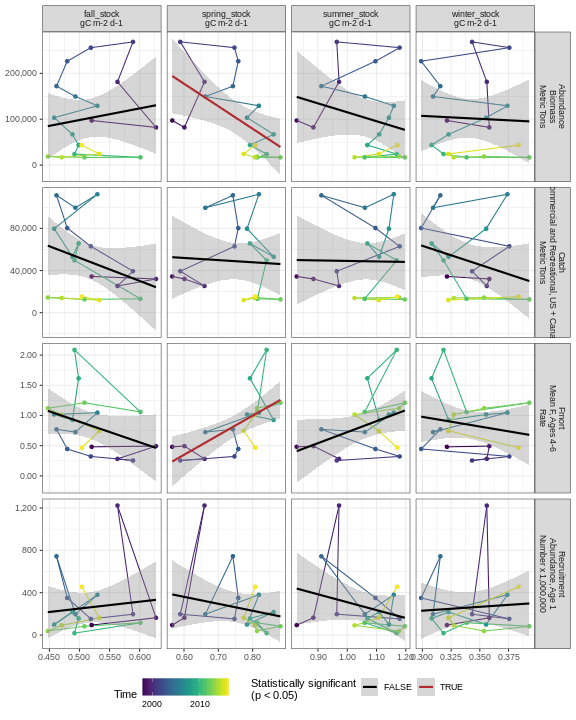 fall_stock
gC m-2 d-1
spring_stock
gC m-2 d-1
summer_stock
gC m-2 d-1
winter_stock
gC m-2 d-1
200,000
100,000
0
Abundance
Biomass
Metric Tons
80,000
40,000
0
Catch
ommercial and Recreational, US + Cana
Metric Tons
2.00
1.50
1.00
0.50
0.00
Fmort
Mean F, Ages 4-6
Rate
1,200
800
400
0
Recruitment
Abundance, Age 1
Number x 1,000,000
0.450 0.500 0.550 0.600
0.60 0.70 0.80
0.90 1.00 1.10 1.20
0.300 0.325 0.350 0.375
Time
2000 2010
Statistically significant
(p < 0.05)
FALSE
TRUE